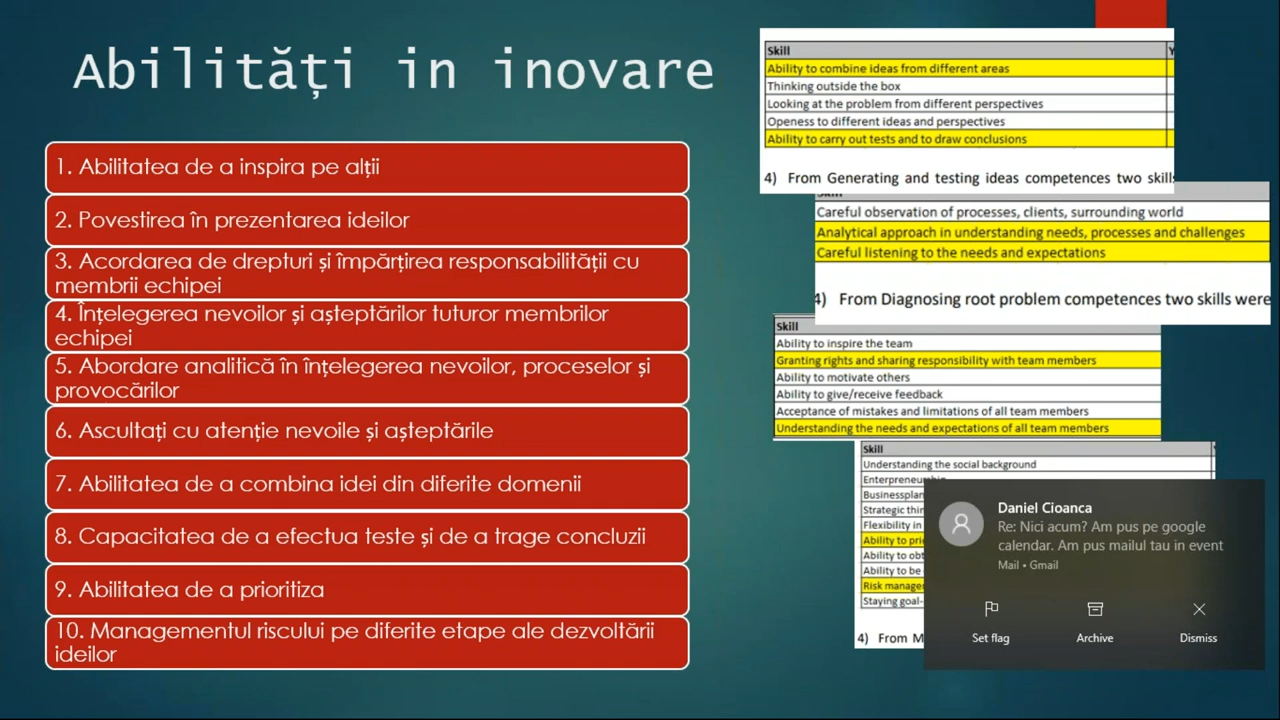 Abilități in inovare
1. Abilitatea de a inspira pe alții
2. Povestirea în prezentarea ideilor
3. Acordarea de drepturi și împărțirea responsabilității cu
membrii echipei
4. Înțelegerea nevoilor și așteptărilor tuturor membrilor
echipei
5. Abordare analitică în înțelegerea nevoilor, proceselor și
provocărilor
6. Ascultați cu atenție nevoile și așteptările
7. Abilitatea de a combina idei din diferite domenii
8. Capacitatea de a efectua teste și de a trage concluzii
9. Abilitatea de a prioritiza
10. Managementul riscului pe diferite etape ale dezvoltării
ideilor
Skill
Ability to combine ideas from different areas
Thinking outside the box
Looking at the problem from different perspectives
Openess to different ideas and perspectives
Ability to carry out tests and to draw conclusions
4) From Generating and testing ideas competences two skills
Careful observation of processes, clients, surrounding world
Analytical approach in understanding needs, processes and challenges
Careful listening to the needs and expectations
4) From Diagnosing root problem competences two skills were
Skill
Ability to inspire the team
Granting rights and sharing responsibility with team members
Ability to motivate others
Ability to give/receive feedback
Acceptance of mistakes and limitations of all team members
Understanding the needs and expectations of all team members
Skill
Understanding the social background
Businessplan
Flexibility in
Ability to
Ability to
Ability to be
Risk
Staying goal-
4) From
Daniel Cioanca
Re: Nici acum? Am pus pe google
calendar. Am pus mailul tau in event
Mail • Gmail
Set flag
Archive
Dismiss